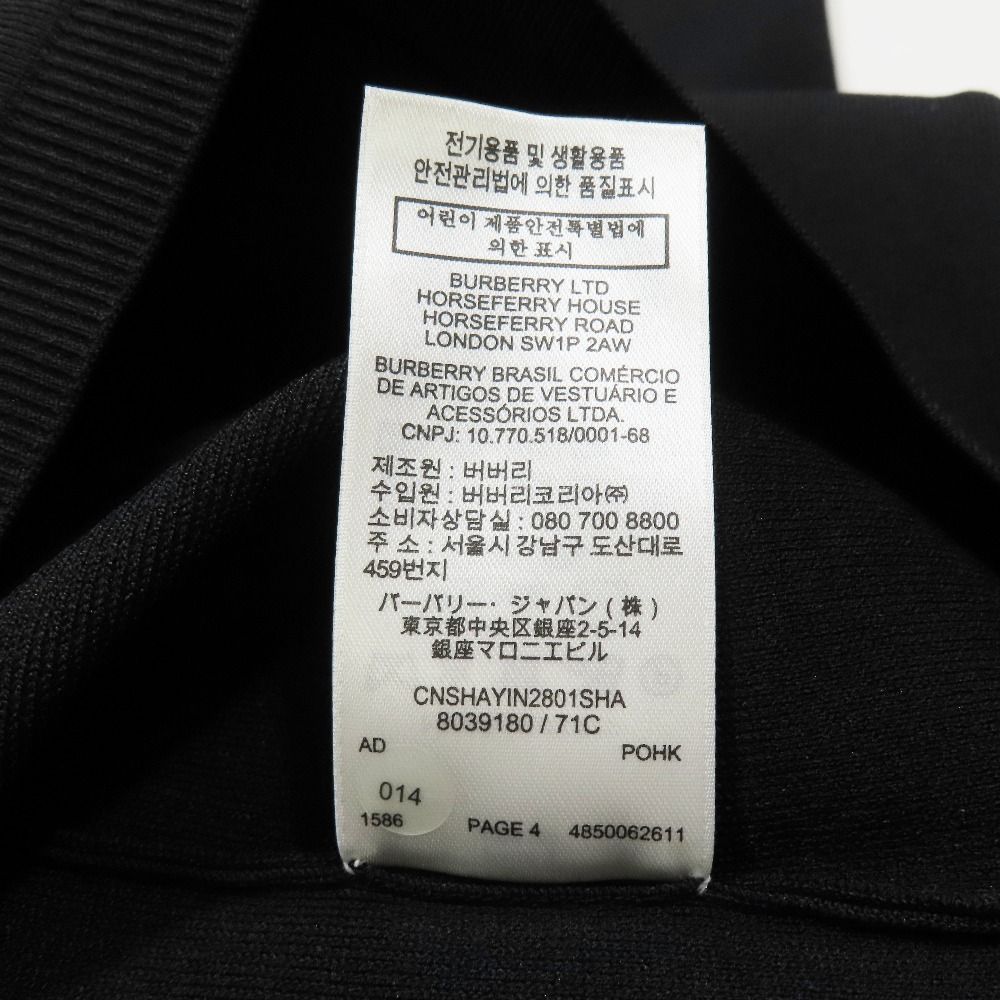 전기용품 및 생활용품
안전관리법에 의한 품질표시
어린이 제품안전특별법에
의한 표시
BURBERRY LTD
HORSEFERRY HOUSE
HORSEFERRY ROAD
LONDON SW1P 2AW
BURBERRY BRASIL COMÉRCIO
DE ARTIGOS DE VESTUÁRIO E
ACESSÓRIOS LTDA.
CNPJ: 10.770.518/0001-68
제조원 : 버버리
수입원 : 버버리코리아㈜
소비자상담실 : 080 700 8800
주 소 : 서울시 강남구 도산대로
459번지
バーバリー・ジャパン（株）
東京都中央区銀座2-5-14
銀座マロニエビル
CNSHAYIN2801SHA
8039180 / 71C
AD POHK
014
1586 PAGE 4 4850062611